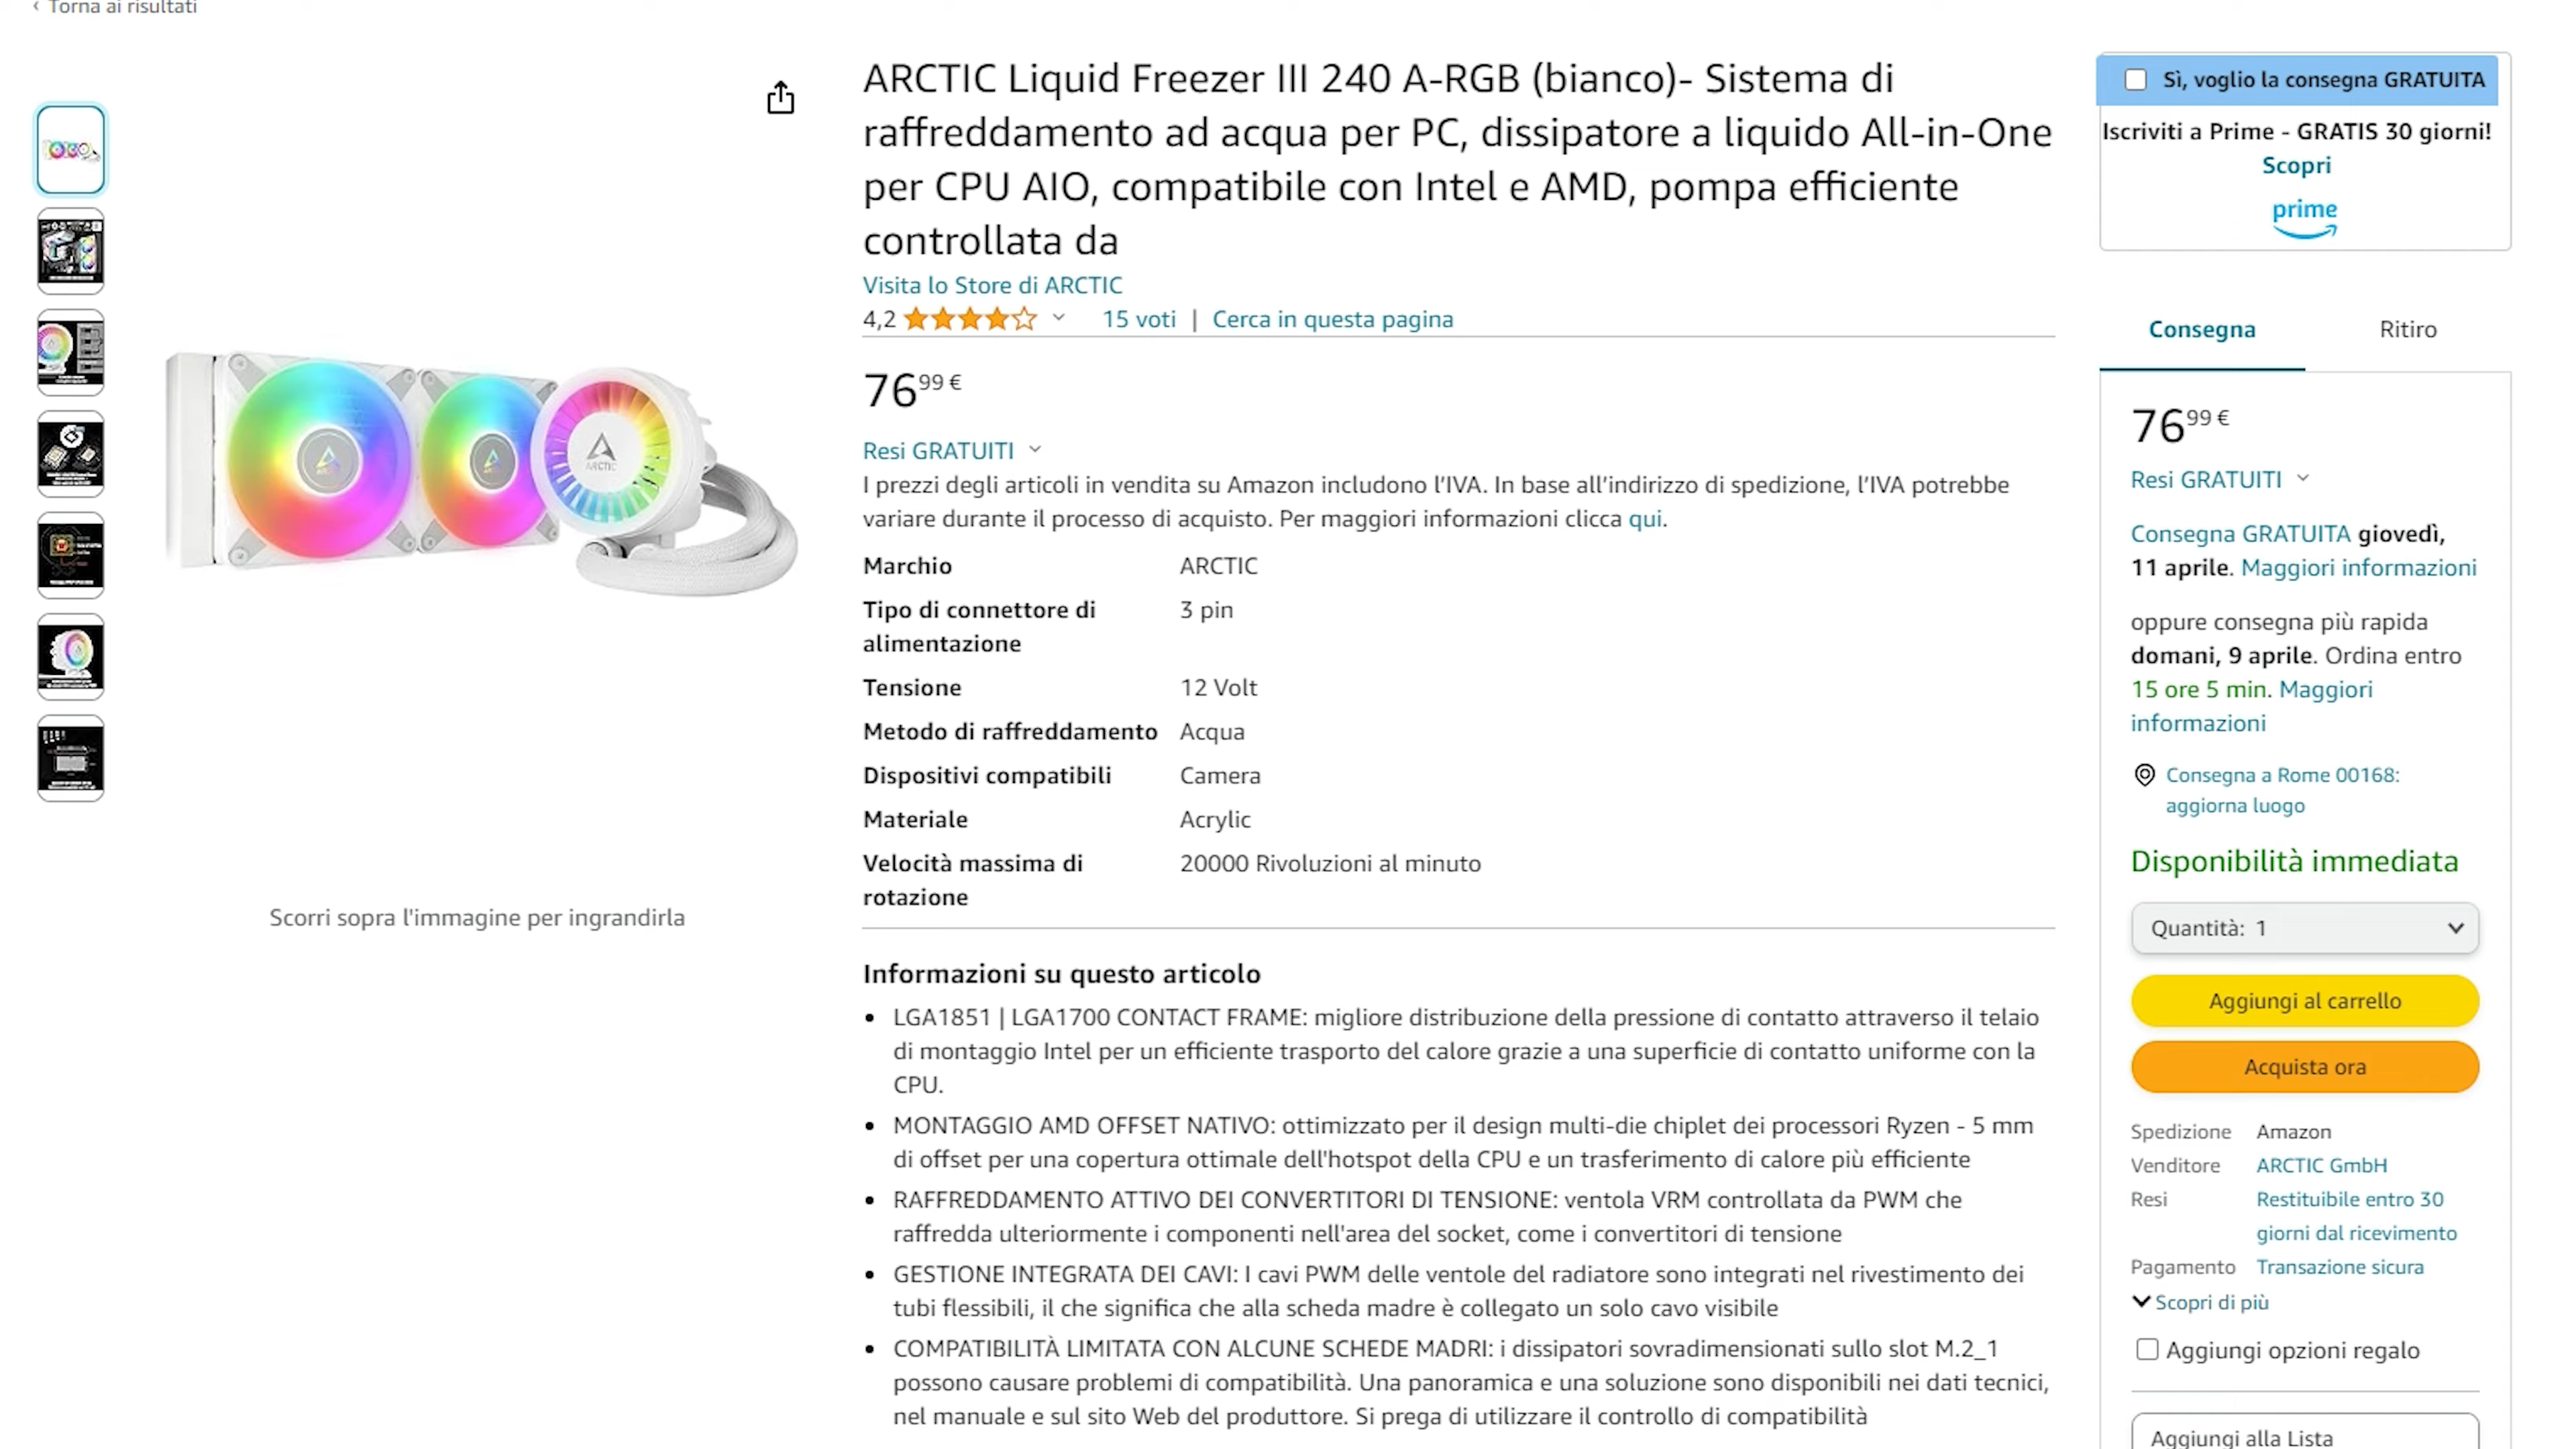 ‹ Torna ai risultati
ARCTIC Liquid Freezer III 240 A-RGB (bianco)- Sistema di
raffreddamento ad acqua per PC, dissipatore a liquido All-in-One
per CPU AIO, compatibile con Intel e AMD, pompa efficiente
controllata da
Visita lo Store di ARCTIC
4,2
15 voti | Cerca in questa pagina
76 99 €
Resi GRATUITI
I prezzi degli articoli in vendita su Amazon includono l’IVA. In base all’indirizzo di spedizione, l’IVA potrebbe
variare durante il processo di acquisto. Per maggiori informazioni clicca qui.
Marchio ARCTIC
Tipo di connettore di 3 pin
alimentazione
Tensione 12 Volt
Metodo di raffreddamento Acqua
Dispositivi compatibili Camera
Materiale Acrylic
Velocità massima di 20000 Rivoluzioni al minuto
rotazione
ARCTIC
Scorri sopra l'immagine per ingrandirla
Informazioni su questo articolo
• LGA1851 | LGA1700 CONTACT FRAME: migliore distribuzione della pressione di contatto attraverso il telaio
di montaggio Intel per un efficiente trasporto del calore grazie a una superficie di contatto uniforme con la
CPU.
• MONTAGGIO AMD OFFSET NATIVO: ottimizzato per il design multi-die chiplet dei processori Ryzen - 5 mm
di offset per una copertura ottimale dell'hotspot della CPU e un trasferimento di calore più efficiente
• RAFFREDDAMENTO ATTIVO DEI CONVERTITORI DI TENSIONE: ventola VRM controllata da PWM che
raffredda ulteriormente i componenti nell'area del socket, come i convertitori di tensione
• GESTIONE INTEGRATA DEI CAVI: I cavi PWM delle ventole del radiatore sono integrati nel rivestimento dei
tubi flessibili, il che significa che alla scheda madre è collegato un solo cavo visibile
• COMPATIBILITÀ LIMITATA CON ALCUNE SCHEDE MADRI: i dissipatori sovradimensionati sullo slot M.2_1
possono causare problemi di compatibilità. Una panoramica e una soluzione sono disponibili nei dati tecnici,
nel manuale e sul sito Web del produttore. Si prega di utilizzare il controllo di compatibilità
Sì, voglio la consegna GRATUITA
Iscriviti a Prime - GRATIS 30 giorni!
Scopri
prime
Consegna Ritiro
76 99 €
Resi GRATUITI
Consegna GRATUITA giovedì,
11 aprile. Maggiori informazioni
oppure consegna più rapida
domani, 9 aprile. Ordina entro
15 ore 5 min. Maggiori
informazioni
Consegna a Rome 00168:
aggiorna luogo
Disponibilità immediata
Quantità: 1
Aggiungi al carrello
Acquista ora
Spedizione Amazon
Venditore ARCTIC GmbH
Resi Restituibile entro 30
giorni dal ricevimento
Pagamento Transazione sicura
Scopri di più
Aggiungi opzioni regalo
Aggiungi alla Lista